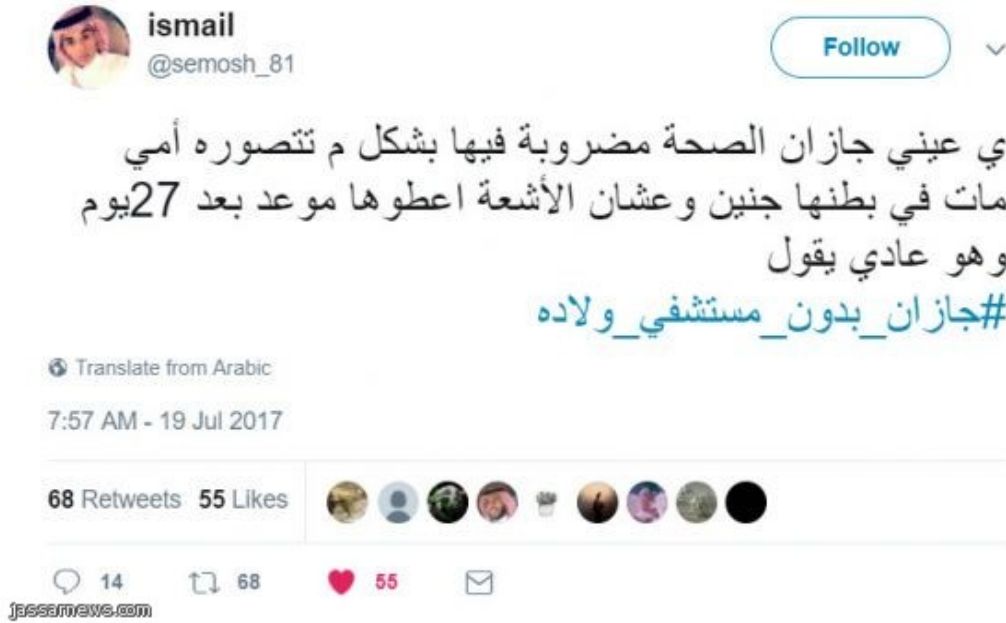 ismail
@semosh_81
Follow
ي عيني جازان الصحة مضروبة فيها بشكل م تتصوره أمي
مات في بطنها جنين وعشان الأشعة اعطوها موعد بعد 27يوم
وهو عادي يقول
#جازان_بدون_مستشفي_ولاده
Translate from Arabic
7:57 AM - 19 Jul 2017
68 Retweets 55 Likes
14 68 55
jassarnews.com